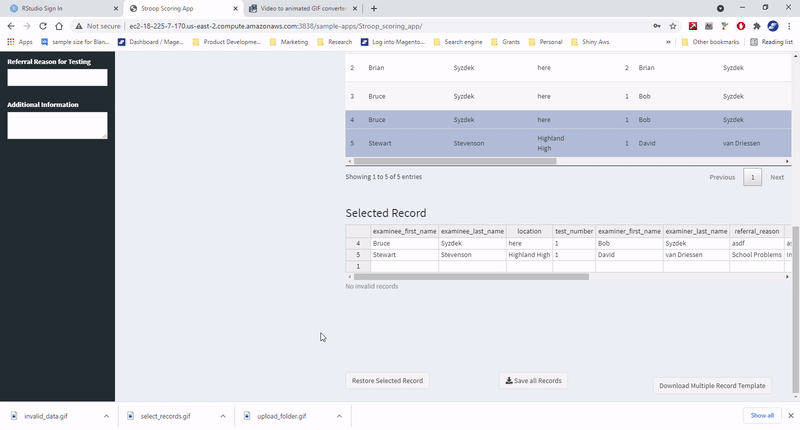 RStudio Sign In
Stroop Scoring App
Video to animated GIF converter
Not secure | ec2-18-225-7-170.us-east-2.compute.amazonaws.com:3838/sample-apps/Stroop_scoring_app/
Apps
sample size for Blan...
Dashboard / Mage...
Product Developme...
Marketing
Research
Log into Magento...
Search engine
Grants
Personal
Shiny Aws
Other bookmarks
Reading list
Referral Reason for Testing
Additional Information
2 Brian Syzdek here 2 Brian Syzdek
3 Bruce Syzdek here 1 Bob Syzdek
4 Bruce Syzdek here 1 Bob Syzdek
5 Stewart Stevenson Highland High 1 David van Driessen
Showing 1 to 5 of 5 entries
Previous 1 Next
Selected Record
examinee_first_name examinee_last_name location test_number examiner_first_name examiner_last_name referral_reason
4 Bruce Syzdek here 1 Bob Syzdek asdf as
5 Stewart Stevenson Highland High 1 David van Driessen School Problems In
1
No invalid records
Restore Selected Record
Save all Records
Download Multiple Record Template
invalid_data.gif
select_records.gif
upload_folder.gif
Show all